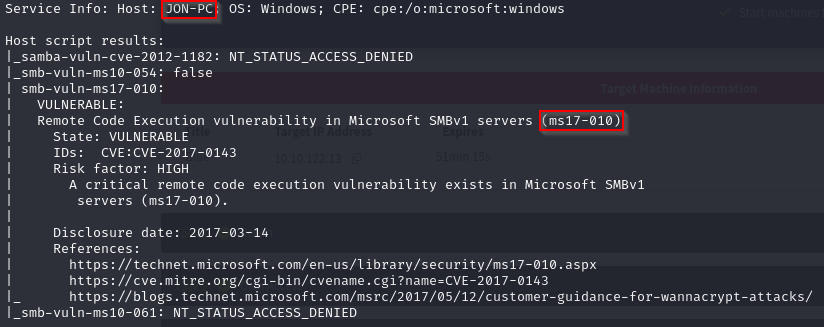 Service Info: Host: JON-PC; OS: Windows; CPE: cpe:/o:microsoft:windows
Start machines
Host script results:
|_samba-vuln-cve-2012-1182: NT_STATUS_ACCESS_DENIED
|_smb-vuln-ms10-054: false
| smb-vuln-ms17-010:
Target Machine Information
|   VULNERABLE:
|   Remote Code Execution vulnerability in Microsoft SMBv1 servers (ms17-010)
|     State: VULNERABLE
Title Target IP Address Expires
|     IDs:  CVE:CVE-2017-0143
10.10.122.13 51min 15s
|     Risk factor: HIGH
|       A critical remote code execution vulnerability exists in Microsoft SMBv1
|        servers (ms17-010).
|
|     Disclosure date: 2017-03-14
|     References:
|       https://technet.microsoft.com/en-us/library/security/ms17-010.aspx
|       https://cve.mitre.org/cgi-bin/cvename.cgi?name=CVE-2017-0143
|_      https://blogs.technet.microsoft.com/msrc/2017/05/12/customer-guidance-for-wannacrypt-attacks/
|_smb-vuln-ms10-061: NT_STATUS_ACCESS_DENIED